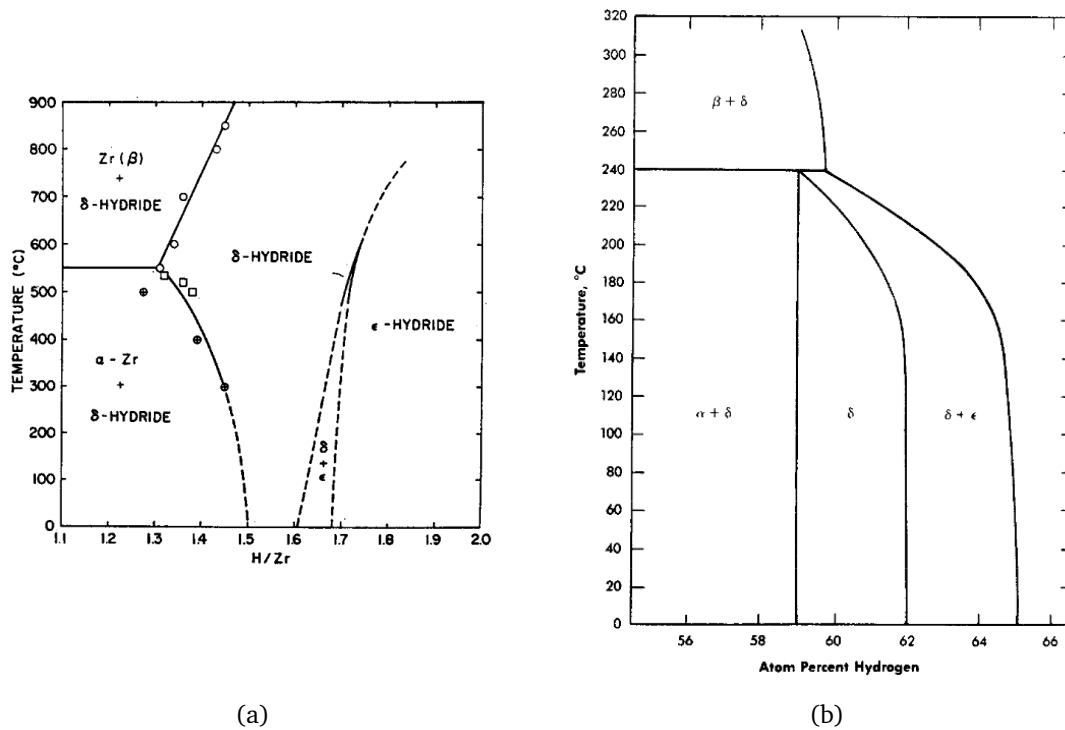 900
800
700
600
500
400
300
200
100
0
TEMPERATURE (°C)
Zr (β)
+
δ-HYDRIDE
α - Zr
+
δ-HYDRIDE
δ-HYDRIDE
ϵ -HYDRIDE
δ
+
ϵ
1.1 1.2 1.3 1.4 1.5 1.6 1.7 1.8 1.9 2.0
H/Zr
(a)
320
300
280
260
240
220
200
180
160
140
120
100
80
60
40
20
0
Temperature, °C
β + δ
α + δ
δ
δ + ϵ
56 58 60 62 64 66
Atom Percent Hydrogen
(b)